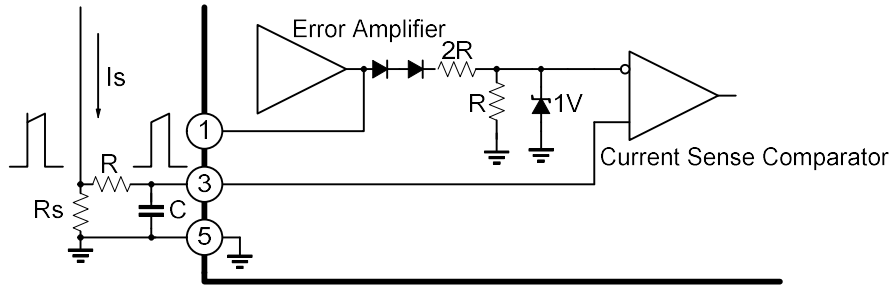 Error Amplifier
2R
Is
R
1V
1
Current Sense Comparator
R
3
Rs
C
5